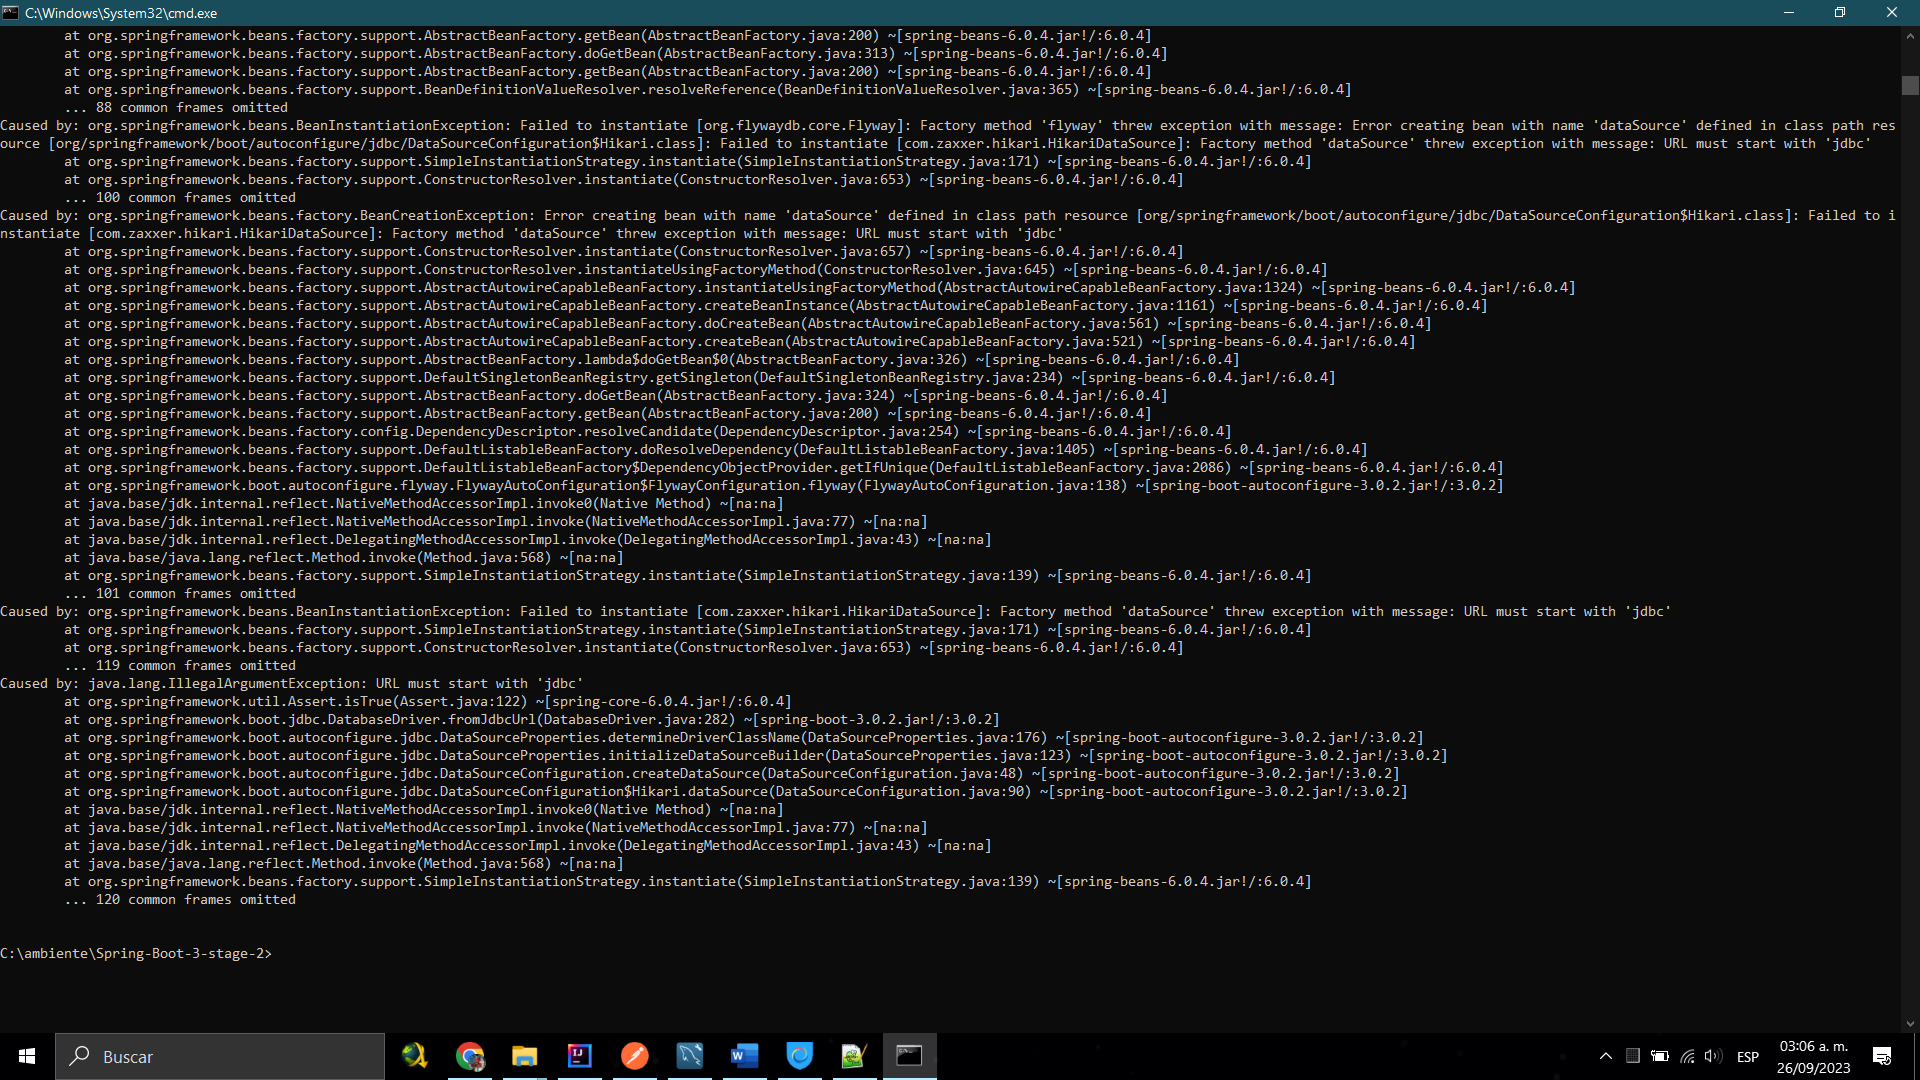 C:\Windows\System32\cmd.exe
at org.springframework.beans.factory.support.AbstractBeanFactory.getBean(AbstractBeanFactory.java:200) ~[spring-beans-6.0.4.jar!/:6.0.4]
at org.springframework.beans.factory.support.AbstractBeanFactory.doGetBean(AbstractBeanFactory.java:313) ~[spring-beans-6.0.4.jar!/:6.0.4]
at org.springframework.beans.factory.support.AbstractBeanFactory.getBean(AbstractBeanFactory.java:200) ~[spring-beans-6.0.4.jar!/:6.0.4]
at org.springframework.beans.factory.support.BeanDefinitionValueResolver.resolveReference(BeanDefinitionValueResolver.java:365) ~[spring-beans-6.0.4.jar!/:6.0.4]
... 88 common frames omitted
Caused by: org.springframework.beans.BeanInstantiationException: Failed to instantiate [org.flywaydb.core.Flyway]: Factory method 'flyway' threw exception with message: Error creating bean with name 'dataSource' defined in class path res
ource [org/springframework/boot/autoconfigure/jdbc/DataSourceConfiguration$Hikari.class]: Failed to instantiate [com.zaxxer.hikari.HikariDataSource]: Factory method 'dataSource' threw exception with message: URL must start with 'jdbc'
at org.springframework.beans.factory.support.SimpleInstantiationStrategy.instantiate(SimpleInstantiationStrategy.java:171) ~[spring-beans-6.0.4.jar!/:6.0.4]
at org.springframework.beans.factory.support.ConstructorResolver.instantiate(ConstructorResolver.java:653) ~[spring-beans-6.0.4.jar!/:6.0.4]
... 100 common frames omitted
Caused by: org.springframework.beans.factory.BeanCreationException: Error creating bean with name 'dataSource' defined in class path resource [org/springframework/boot/autoconfigure/jdbc/DataSourceConfiguration$Hikari.class]: Failed to i
nstantiate [com.zaxxer.hikari.HikariDataSource]: Factory method 'dataSource' threw exception with message: URL must start with 'jdbc'
at org.springframework.beans.factory.support.ConstructorResolver.instantiate(ConstructorResolver.java:657) ~[spring-beans-6.0.4.jar!/:6.0.4]
at org.springframework.beans.factory.support.ConstructorResolver.instantiateUsingFactoryMethod(ConstructorResolver.java:645) ~[spring-beans-6.0.4.jar!/:6.0.4]
at org.springframework.beans.factory.support.AbstractAutowireCapableBeanFactory.instantiateUsingFactoryMethod(AbstractAutowireCapableBeanFactory.java:1324) ~[spring-beans-6.0.4.jar!/:6.0.4]
at org.springframework.beans.factory.support.AbstractAutowireCapableBeanFactory.createBeanInstance(AbstractAutowireCapableBeanFactory.java:1161) ~[spring-beans-6.0.4.jar!/:6.0.4]
at org.springframework.beans.factory.support.AbstractAutowireCapableBeanFactory.doCreateBean(AbstractAutowireCapableBeanFactory.java:561) ~[spring-beans-6.0.4.jar!/:6.0.4]
at org.springframework.beans.factory.support.AbstractAutowireCapableBeanFactory.createBean(AbstractAutowireCapableBeanFactory.java:521) ~[spring-beans-6.0.4.jar!/:6.0.4]
at org.springframework.beans.factory.support.AbstractBeanFactory.lambda$doGetBean$0(AbstractBeanFactory.java:326) ~[spring-beans-6.0.4.jar!/:6.0.4]
at org.springframework.beans.factory.support.DefaultSingletonBeanRegistry.getSingleton(DefaultSingletonBeanRegistry.java:234) ~[spring-beans-6.0.4.jar!/:6.0.4]
at org.springframework.beans.factory.support.AbstractBeanFactory.doGetBean(AbstractBeanFactory.java:324) ~[spring-beans-6.0.4.jar!/:6.0.4]
at org.springframework.beans.factory.support.AbstractBeanFactory.getBean(AbstractBeanFactory.java:200) ~[spring-beans-6.0.4.jar!/:6.0.4]
at org.springframework.beans.factory.config.DependencyDescriptor.resolveCandidate(DependencyDescriptor.java:254) ~[spring-beans-6.0.4.jar!/:6.0.4]
at org.springframework.beans.factory.support.DefaultListableBeanFactory.doResolveDependency(DefaultListableBeanFactory.java:1405) ~[spring-beans-6.0.4.jar!/:6.0.4]
at org.springframework.beans.factory.support.DefaultListableBeanFactory$DependencyObjectProvider.getIfUnique(DefaultListableBeanFactory.java:2086) ~[spring-beans-6.0.4.jar!/:6.0.4]
at org.springframework.boot.autoconfigure.flyway.FlywayAutoConfiguration$FlywayConfiguration.flyway(FlywayAutoConfiguration.java:138) ~[spring-boot-autoconfigure-3.0.2.jar!/:3.0.2]
at java.base/jdk.internal.reflect.NativeMethodAccessorImpl.invoke0(Native Method) ~[na:na]
at java.base/jdk.internal.reflect.NativeMethodAccessorImpl.invoke(NativeMethodAccessorImpl.java:77) ~[na:na]
at java.base/jdk.internal.reflect.DelegatingMethodAccessorImpl.invoke(DelegatingMethodAccessorImpl.java:43) ~[na:na]
at java.base/java.lang.reflect.Method.invoke(Method.java:568) ~[na:na]
at org.springframework.beans.factory.support.SimpleInstantiationStrategy.instantiate(SimpleInstantiationStrategy.java:139) ~[spring-beans-6.0.4.jar!/:6.0.4]
... 101 common frames omitted
Caused by: org.springframework.beans.BeanInstantiationException: Failed to instantiate [com.zaxxer.hikari.HikariDataSource]: Factory method 'dataSource' threw exception with message: URL must start with 'jdbc'
at org.springframework.beans.factory.support.SimpleInstantiationStrategy.instantiate(SimpleInstantiationStrategy.java:171) ~[spring-beans-6.0.4.jar!/:6.0.4]
at org.springframework.beans.factory.support.ConstructorResolver.instantiate(ConstructorResolver.java:653) ~[spring-beans-6.0.4.jar!/:6.0.4]
... 119 common frames omitted
Caused by: java.lang.IllegalArgumentException: URL must start with 'jdbc'
at org.springframework.util.Assert.isTrue(Assert.java:122) ~[spring-core-6.0.4.jar!/:6.0.4]
at org.springframework.boot.jdbc.DatabaseDriver.fromJdbcUrl(DatabaseDriver.java:282) ~[spring-boot-3.0.2.jar!/:3.0.2]
at org.springframework.boot.autoconfigure.jdbc.DataSourceProperties.determineDriverClassName(DataSourceProperties.java:176) ~[spring-boot-autoconfigure-3.0.2.jar!/:3.0.2]
at org.springframework.boot.autoconfigure.jdbc.DataSourceProperties.initializeDataSourceBuilder(DataSourceProperties.java:123) ~[spring-boot-autoconfigure-3.0.2.jar!/:3.0.2]
at org.springframework.boot.autoconfigure.jdbc.DataSourceConfiguration.createDataSource(DataSourceConfiguration.java:48) ~[spring-boot-autoconfigure-3.0.2.jar!/:3.0.2]
at org.springframework.boot.autoconfigure.jdbc.DataSourceConfiguration$Hikari.dataSource(DataSourceConfiguration.java:90) ~[spring-boot-autoconfigure-3.0.2.jar!/:3.0.2]
at java.base/jdk.internal.reflect.NativeMethodAccessorImpl.invoke0(Native Method) ~[na:na]
at java.base/jdk.internal.reflect.NativeMethodAccessorImpl.invoke(NativeMethodAccessorImpl.java:77) ~[na:na]
at java.base/jdk.internal.reflect.DelegatingMethodAccessorImpl.invoke(DelegatingMethodAccessorImpl.java:43) ~[na:na]
at java.base/java.lang.reflect.Method.invoke(Method.java:568) ~[na:na]
at org.springframework.beans.factory.support.SimpleInstantiationStrategy.instantiate(SimpleInstantiationStrategy.java:139) ~[spring-beans-6.0.4.jar!/:6.0.4]
... 120 common frames omitted
C:\ambiente\Spring-Boot-3-stage-2>
Buscar
ESP
03:06 a. m.
26/09/2023